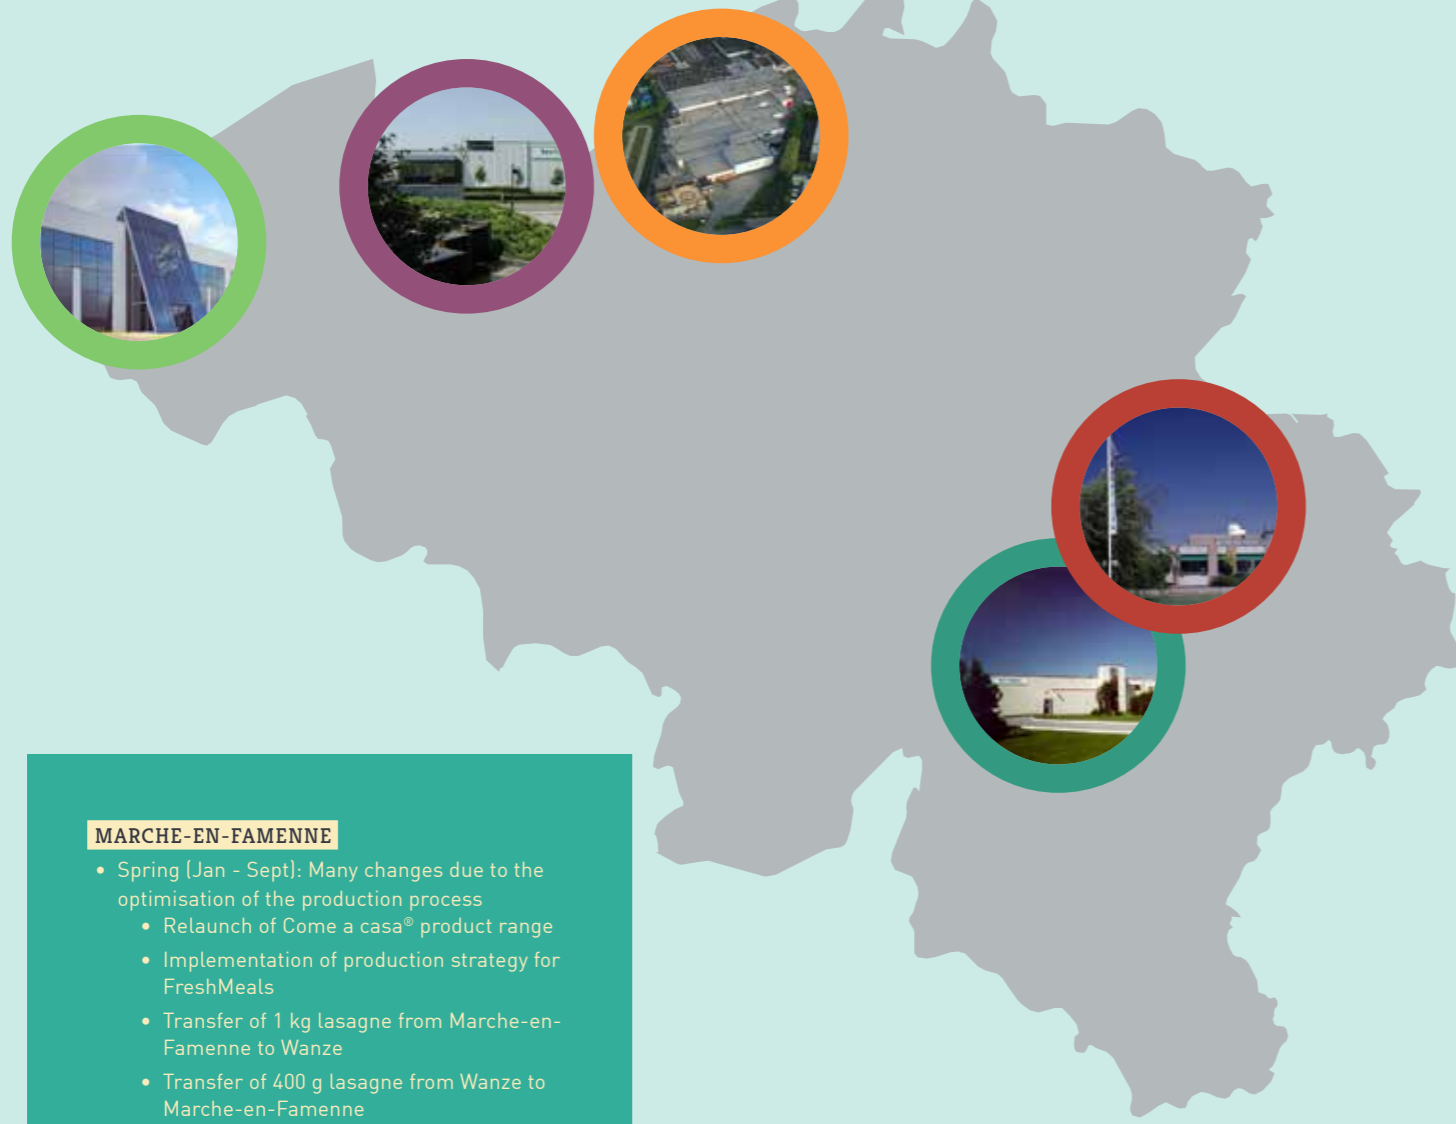 MARCHE-EN-FAMENNE
• Spring (Jan - Sept): Many changes due to the
optimisation of the production process
• Relaunch of Come a casa® product range
• Implementation of production strategy for
FreshMeals
• Transfer of 1 kg lasagne from Marche-en-
Famenne to Wanze
• Transfer of 400 g lasagne from Wanze to
Marche-en-Famenne